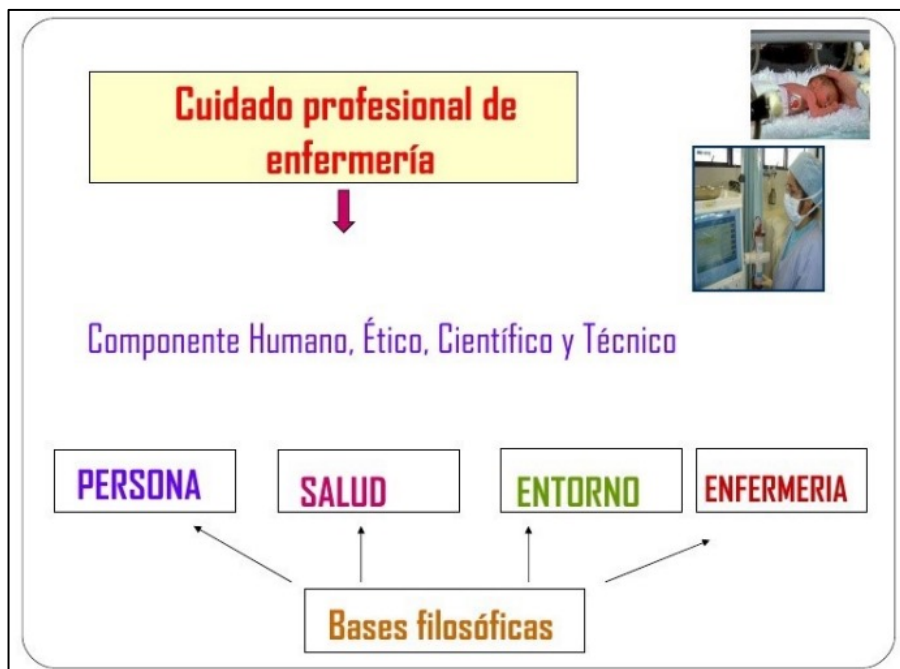 Cuidado profesional de
enfermería
Componente Humano, Ético, Científico y Técnico
PERSONA
SALUD
ENTORNO
ENFERMERIA
Bases filosóficas